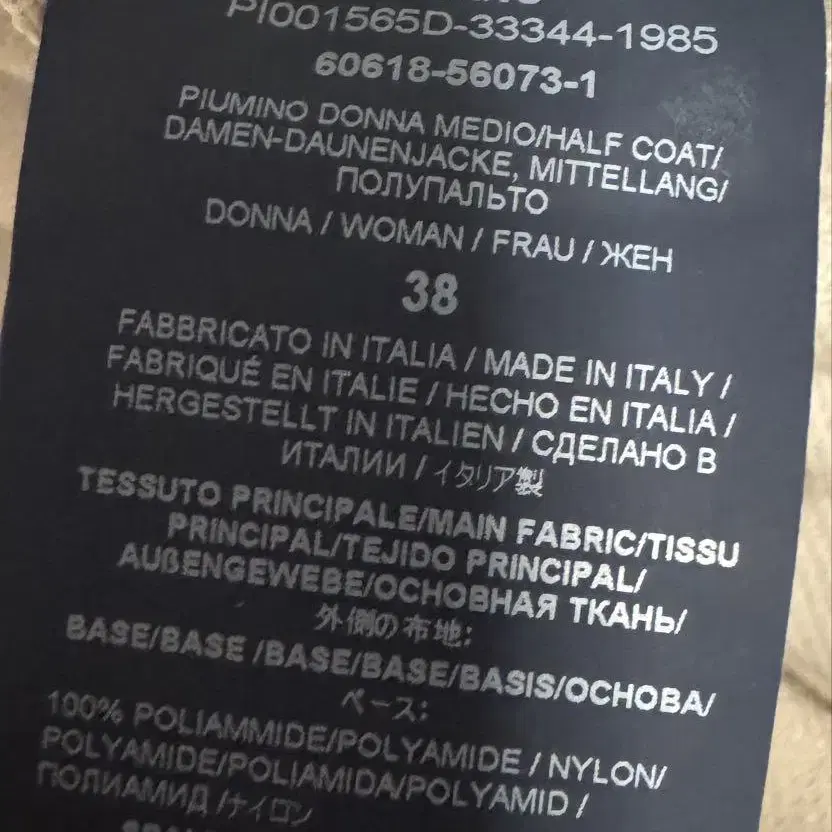 PI001565D-33344-1985
60618-56073-1
PIUMINO DONNA MEDIO/HALF COAT/
DAMEN-DAUNENJACKE, MITTELLANG/
ПОЛУПАЛЬТО
DONNA / WOMAN / FRAU / ЖЕН
38
FABBRICATO IN ITALIA / MADE IN ITALY /
FABRIQUÉ EN ITALIE / HECHO EN ITALIA /
HERGESTELLT IN ITALIEN / СДЕЛАНО В
ИТАЛИИ / イタリア製
TESSUTO PRINCIPALE/MAIN FABRIC/TISSU
PRINCIPAL/TEJIDO PRINCIPAL/
AUßENGEWEBE/ОСНОВНАЯ ТКАНЬ/
外側の布地:
BASE/BASE /BASE/BASE/BASIS/ОСНОВА/
ベース:
100% POLIAMMIDE/POLYAMIDE / NYLON/
POLYAMIDE/POLIAMIDA/POLYAMID /
ПОЛИАМИД /ナイロン